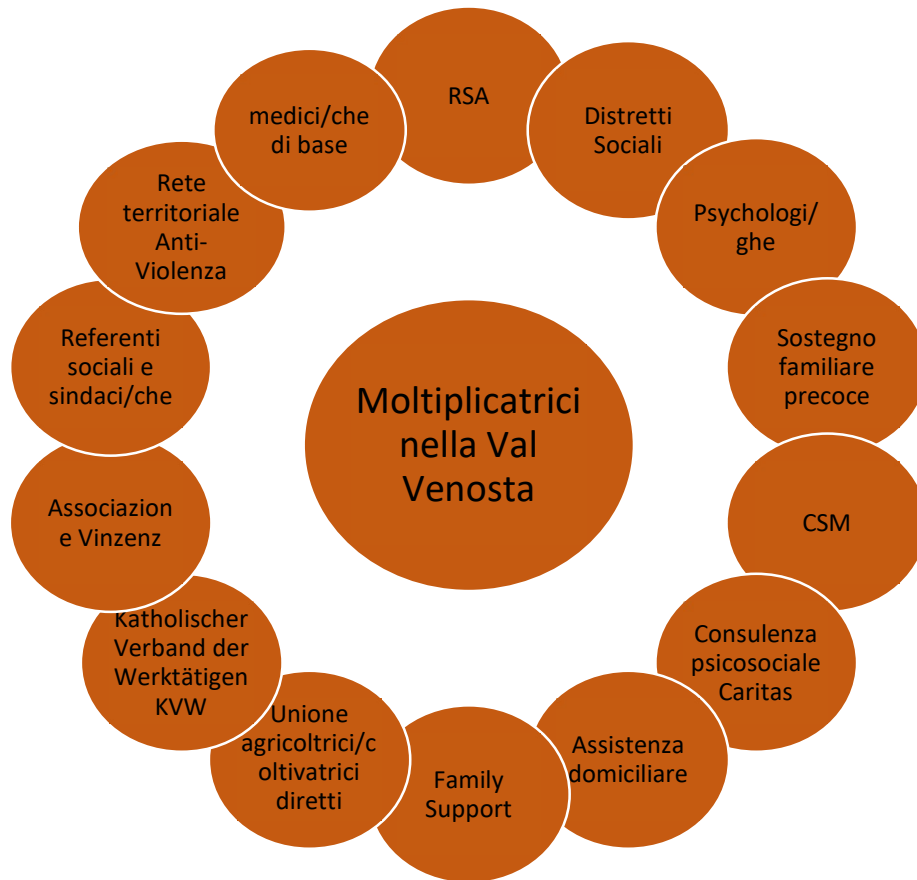 RSA
Distretti
Sociali
Psychologi/
ghe
Sostegno
familiare
precoce
CSM
Consulenza
psicosociale
Caritas
Assistenza
domiciliare
Family
Support
Unione
agricoltrici/c
oltivatrici
diretti
Katholischer
Verband der
Werktätigen
KVW
Association
e Vinzenz
Referenti
sociali e
sindaci/che
Rete
territoriale
Anti-
Violenza
medici/che
di base
Moltiplicatrici
nella Val
Venosta